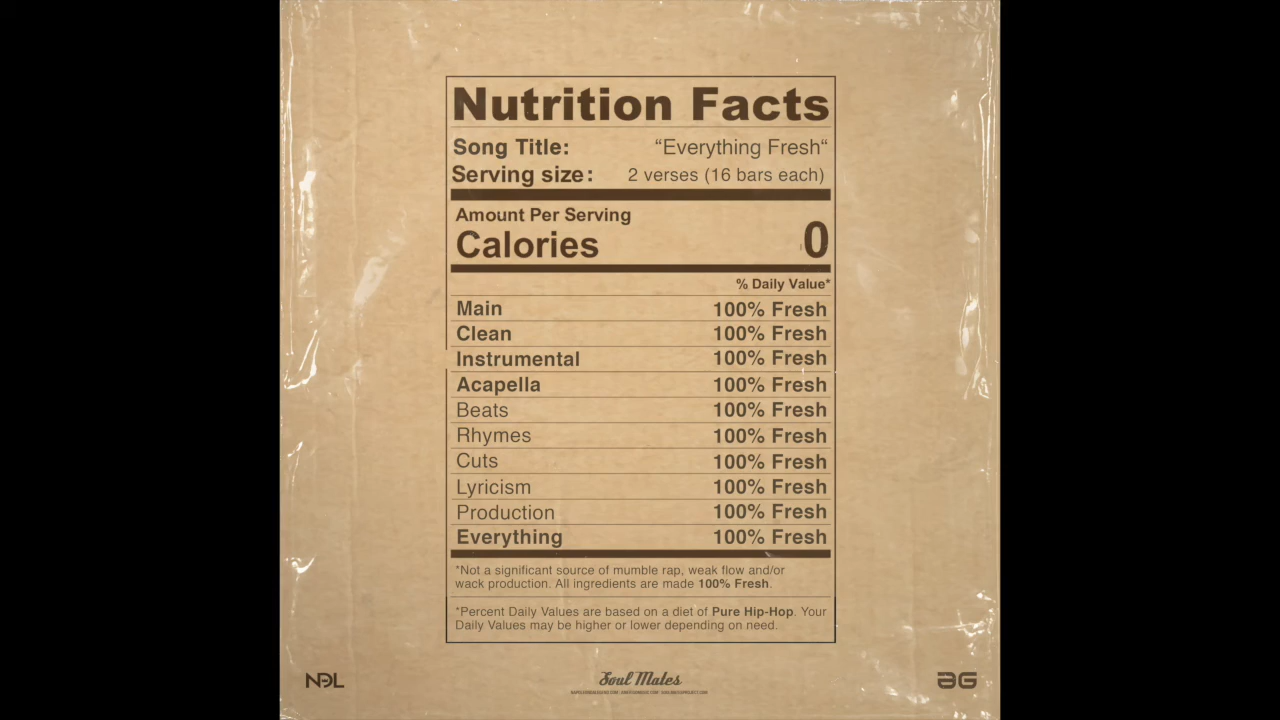 Nutrition Facts
Song Title: “Everything Fresh“
Serving size: 2 verses (16 bars each)
Amount Per Serving
Calories 0
% Daily Value*
Main 100% Fresh
Clean 100% Fresh
Instrumental 100% Fresh
Acapella 100% Fresh
Beats 100% Fresh
Rhymes 100% Fresh
Cuts 100% Fresh
Lyricism 100% Fresh
Production 100% Fresh
Everything 100% Fresh
*Not a significant source of mumble rap, weak flow and/or
wack production. All ingredients are made 100% Fresh.
*Percent Daily Values are based on a diet of Pure Hip-Hop. Your
Daily Values may be higher or lower depending on need.
NDL Soul Mates BG